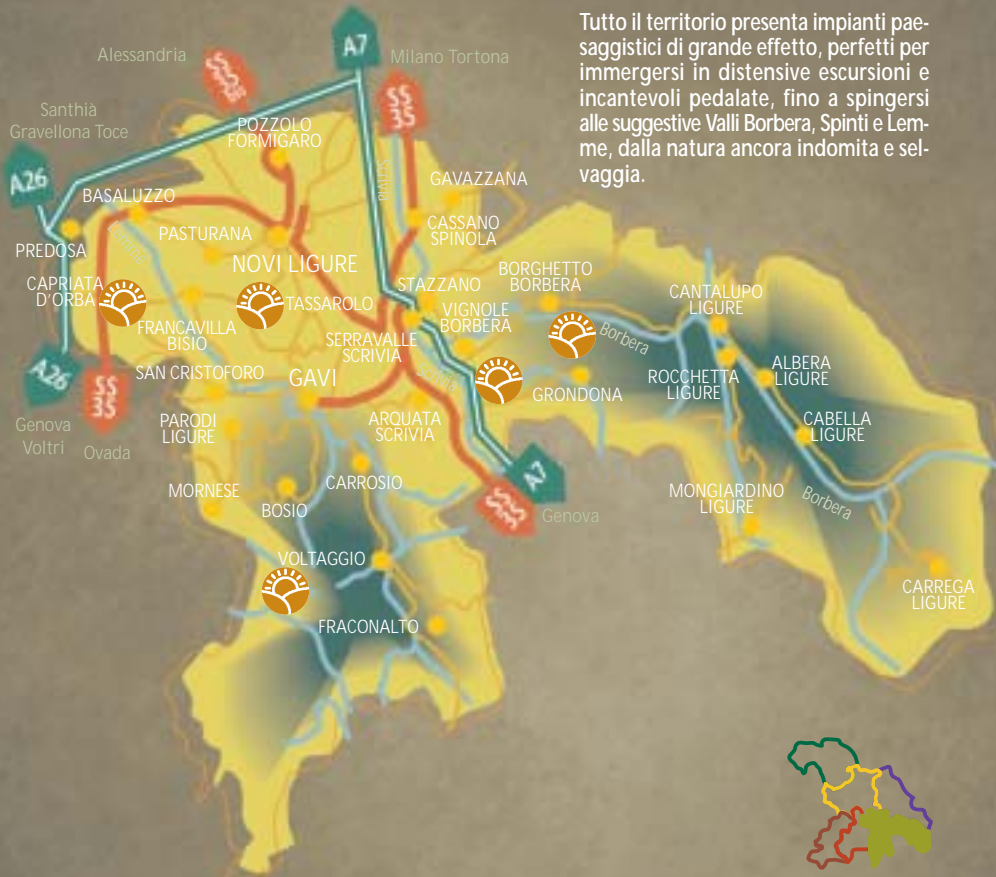 Tutto il territorio presenta impianti pae-
saggistici di grande effetto, perfetti per
immergersi in distensive escursioni e
incantevoli pedalate, fino a spingersi
alle suggestive Valli Borbera, Spinti e Lem-
me, dalla natura ancora indomita e sel-
vaggia.
A7
Alessandria
Milano Tortona
SS
35
Santhià
Gravellona Toce
POZZOLO
FORMIGARO
A26
Scrivia
GAVAZZANA
BASALUZZO
CASSANO
SPINOLA
PASTURANA
PREDOSA
NOVI LIGURE
CAPRIATA
D'ORBA
STAZZANO
BORGHETTO
BORBERA
CANTALUPO
LIGURE
TASSAROLO
VIGNOLE
BORBERA
FRANCAVILLA
BISIO
SERRAVALLE
SCRIVIA
Borbera
SAN CRISTOFORO
GAVI
ROCCHETTA
LIGURE
ALBERA
LIGURE
A26
SS
35
GRONDONA
PARODI
LIGURE
ARQUATA
SCRIVIA
CABELLA
LIGURE
Genova
Voltri
Ovada
CARROSIO
A7
MORNESE
BOSIO
MONGIARDINO
LIGURE
Borbera
Genova
VOLTAGGIO
CARREGA
LIGURE
FRACONALTO